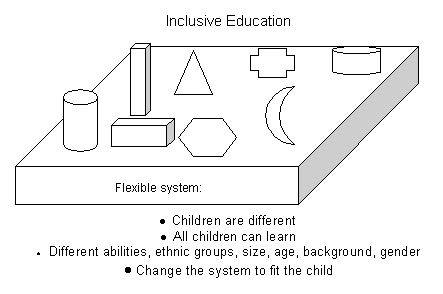 Inclusive Education
Flexible system:
• Children are different
• All children can learn
• Different abilities, ethnic groups, size, age, background, gender
• Change the system to fit the child